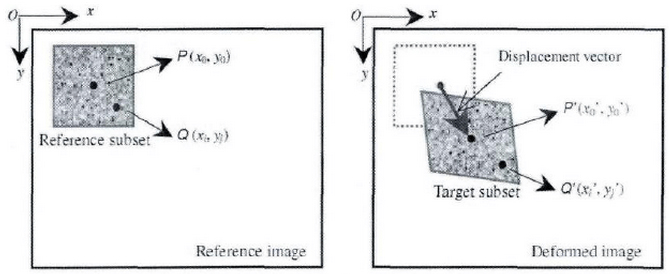 O x
y
P (x₀, y₀)
Q (xᵢ, yⱼ)
Reference subset
Reference image
O x
y
Displacement vector
P′(x₀′, y₀′)
Target subset
Q′(xᵢ′, yⱼ′)
Deformed image